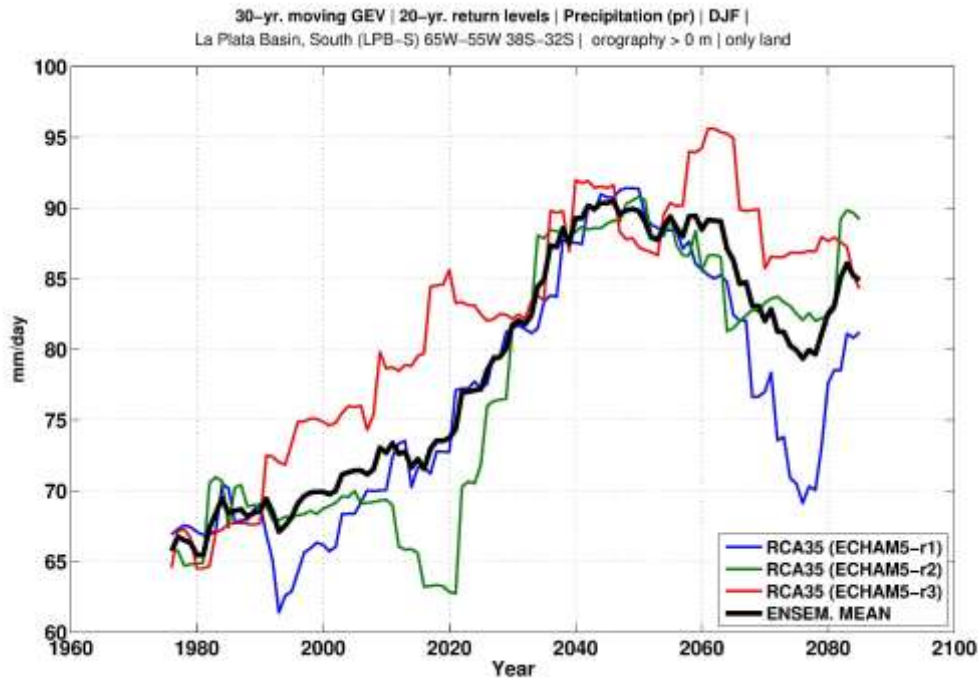 30-yr. moving GEV | 20-yr. return levels | Precipitation (pr) | DJF |
La Plata Basin, South (LPB-S) 65W-55W 38S-32S | orography > 0 m | only land
100
95
90
85
80
75
70
65
60
mm/day
1960
1980
2000
2020
2040
2060
2080
2100
Year
RCA35 (ECHAM5-r1)
RCA35 (ECHAM5-r2)
RCA35 (ECHAM5-r3)
ENSEM. MEAN